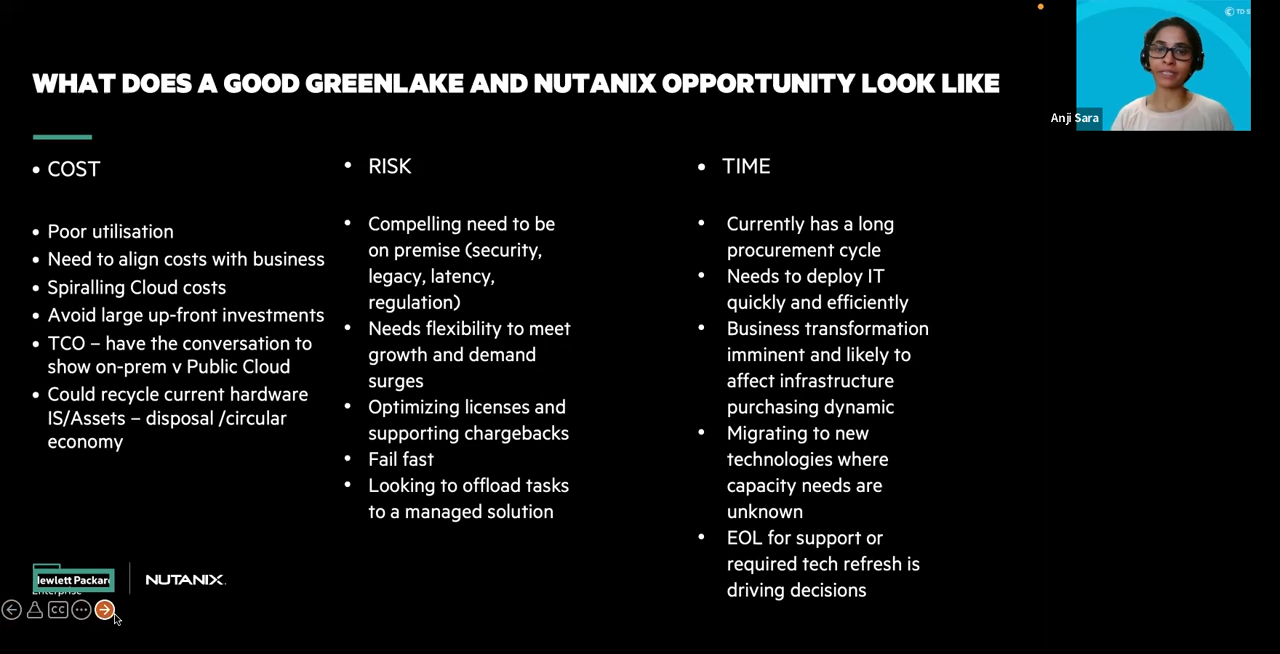 WHAT DOES A GOOD GREENLAKE AND NUTANIX OPPORTUNITY LOOK LIKE
Anji Sara
• COST
• Poor utilisation
• Need to align costs with business
• Spiralling Cloud costs
• Avoid large up-front investments
• TCO – have the conversation to
show on-prem v Public Cloud
• Could recycle current hardware
IS/Assets – disposal /circular
economy
• RISK
• Compelling need to be
on premise (security,
legacy, latency,
regulation)
• Needs flexibility to meet
growth and demand
surges
• Optimizing licenses and
supporting chargebacks
• Fail fast
• Looking to offload tasks
to a managed solution
• TIME
• Currently has a long
procurement cycle
• Needs to deploy IT
quickly and efficiently
• Business transformation
imminent and likely to
affect infrastructure
purchasing dynamic
• Migrating to new
technologies where
capacity needs are
unknown
• EOL for support or
required tech refresh is
driving decisions
ewlett Packar
Enterprise
NUTANIX.
CC
TD S